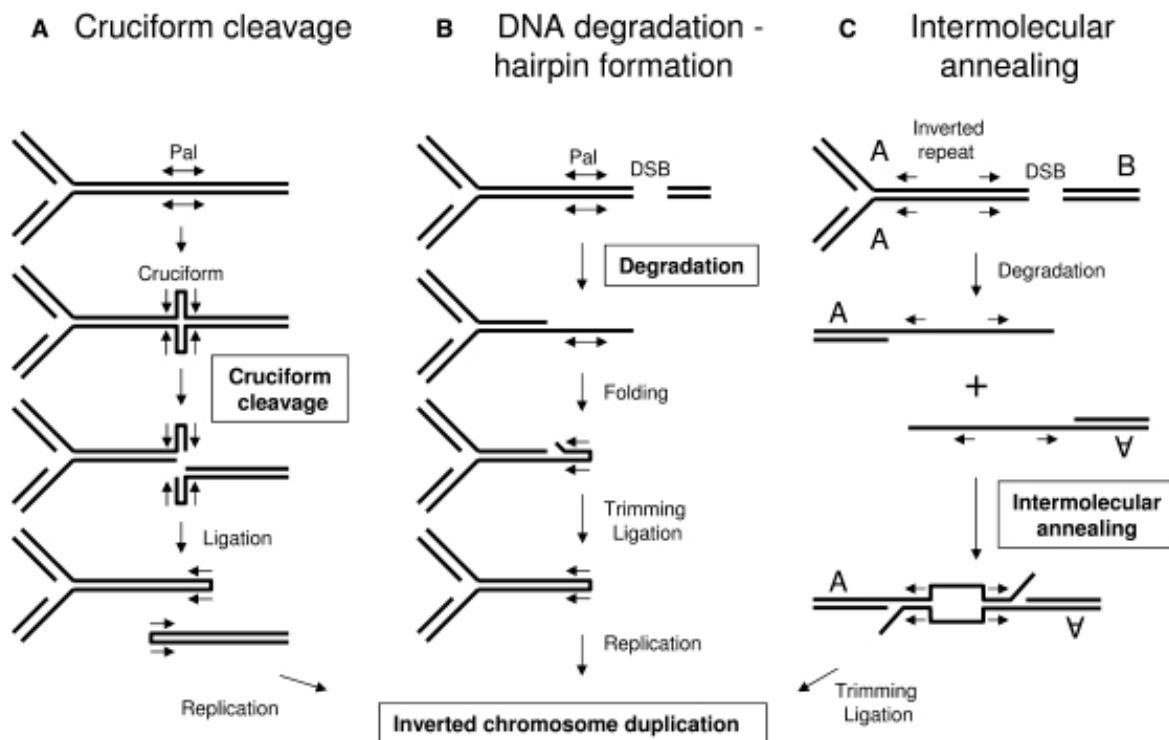 A Cruciform cleavage
B DNA degradation -
hairpin formation
C Intermolecular
annealing
Pal
Cruciform
Cruciform
cleavage
Ligation
Replication
Pal
DSB
Degradation
Folding
Trimming
Ligation
Replication
Inverted chromosome duplication
A
Inverted
repeat
DSB
B
A
Degradation
A
+
A
Intermolecular
annealing
A
A
Trimming
Ligation